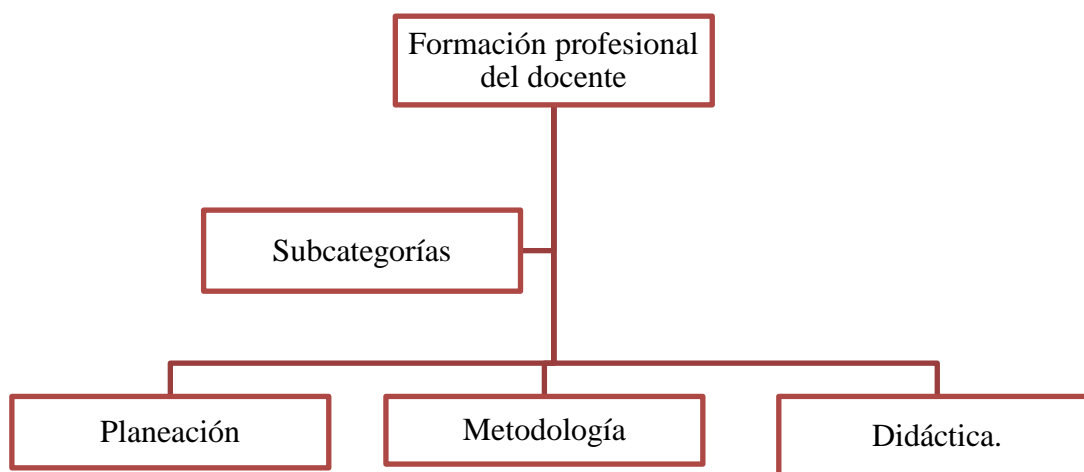 Formación profesional
del docente
Subcategorías
Planeación
Metodología
Didáctica.